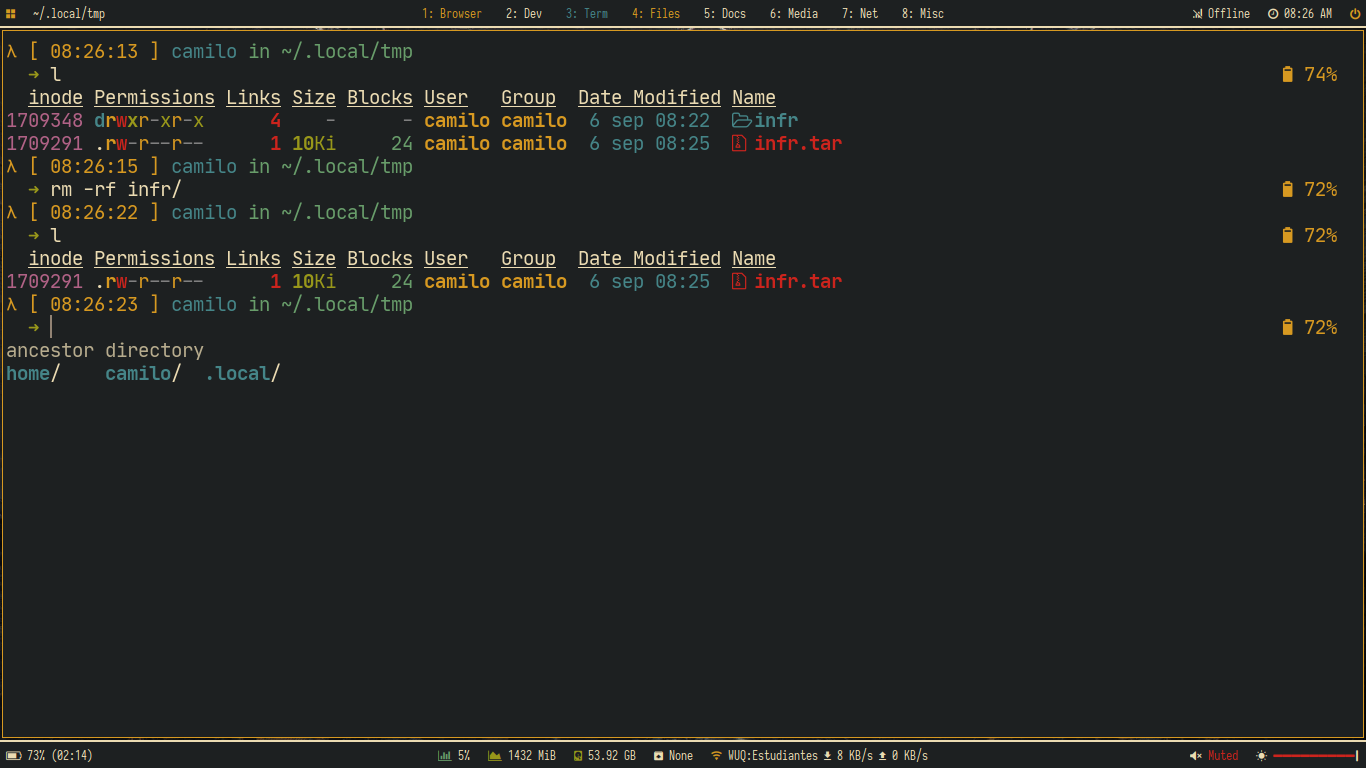 ~/.local/tmp 1: Browser 2: Dev 3: Term 4: Files 5: Docs 6: Media 7: Net 8: Misc Offline 08:26 AM
λ [ 08:26:13 ] camilo in ~/.local/tmp
➜ l 74%
inode Permissions Links Size Blocks User Group Date Modified Name
1709348 drwxr-xr-x 4 - - camilo camilo 6 sep 08:22 infr
1709291 .rw-r--r-- 1 10Ki 24 camilo camilo 6 sep 08:25 infr.tar
λ [ 08:26:15 ] camilo in ~/.local/tmp
➜ rm -rf infr/ 72%
λ [ 08:26:22 ] camilo in ~/.local/tmp
➜ l 72%
inode Permissions Links Size Blocks User Group Date Modified Name
1709291 .rw-r--r-- 1 10Ki 24 camilo camilo 6 sep 08:25 infr.tar
λ [ 08:26:23 ] camilo in ~/.local/tmp
➜ 72%
ancestor directory
home/ camilo/ .local/
73% (02:14) 5% 1432 MiB 53.92 GB None WUQ:Estudiantes 8 KB/s 0 KB/s Muted